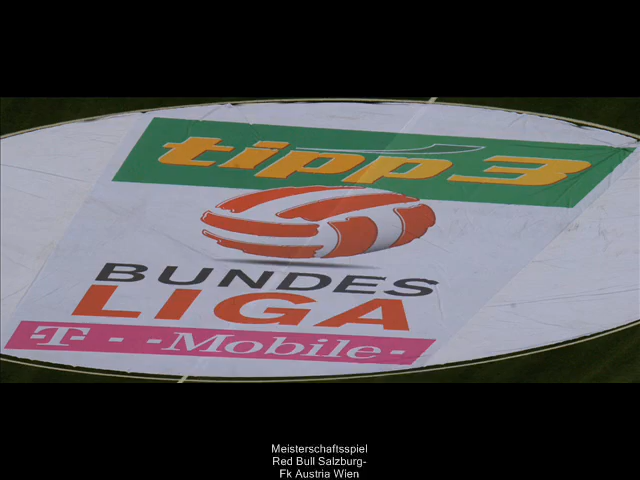 tipp3
BUNDES
LIGA
T - - Mobile -
Meisterschaftsspiel
Red Bull Salzburg-
Fk Austria Wien